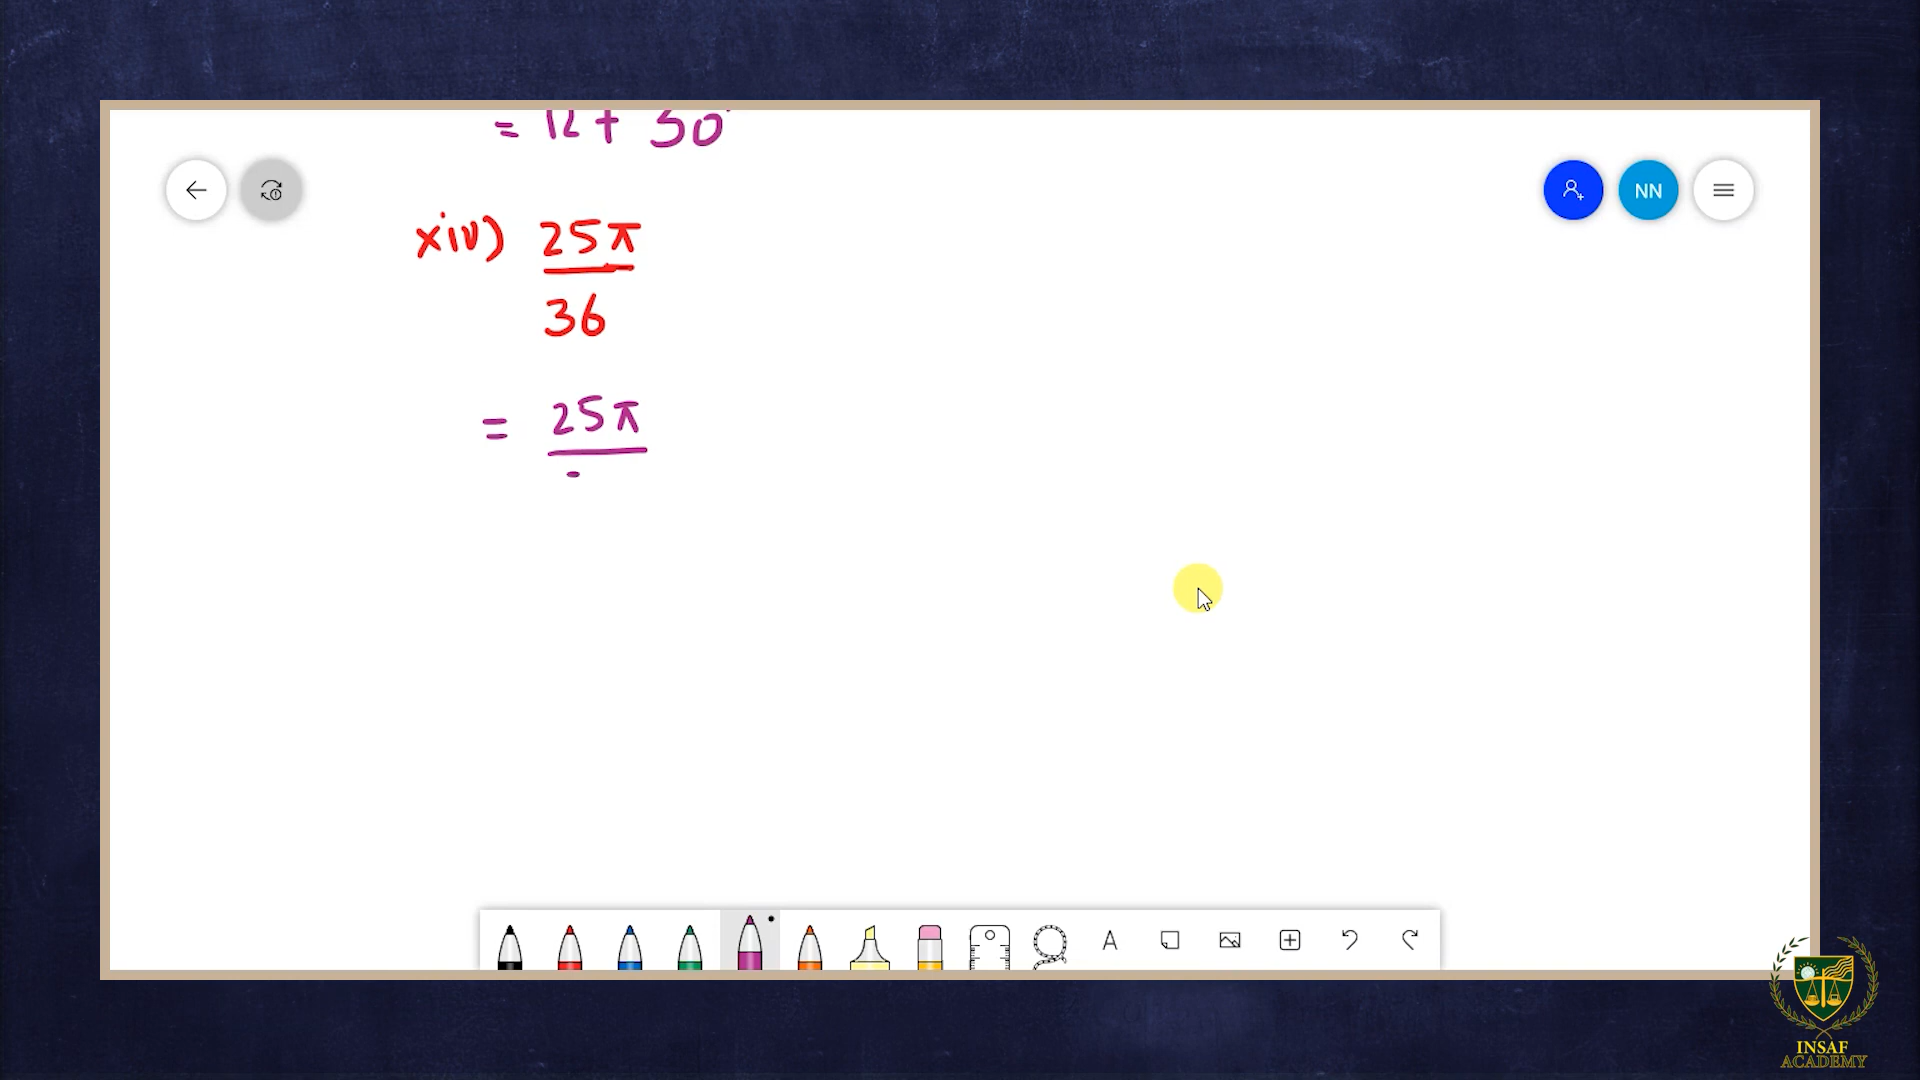 = 12 + 30'
NN
xiv) 25π
36
= 25π
A
INSAF
ACADEMY